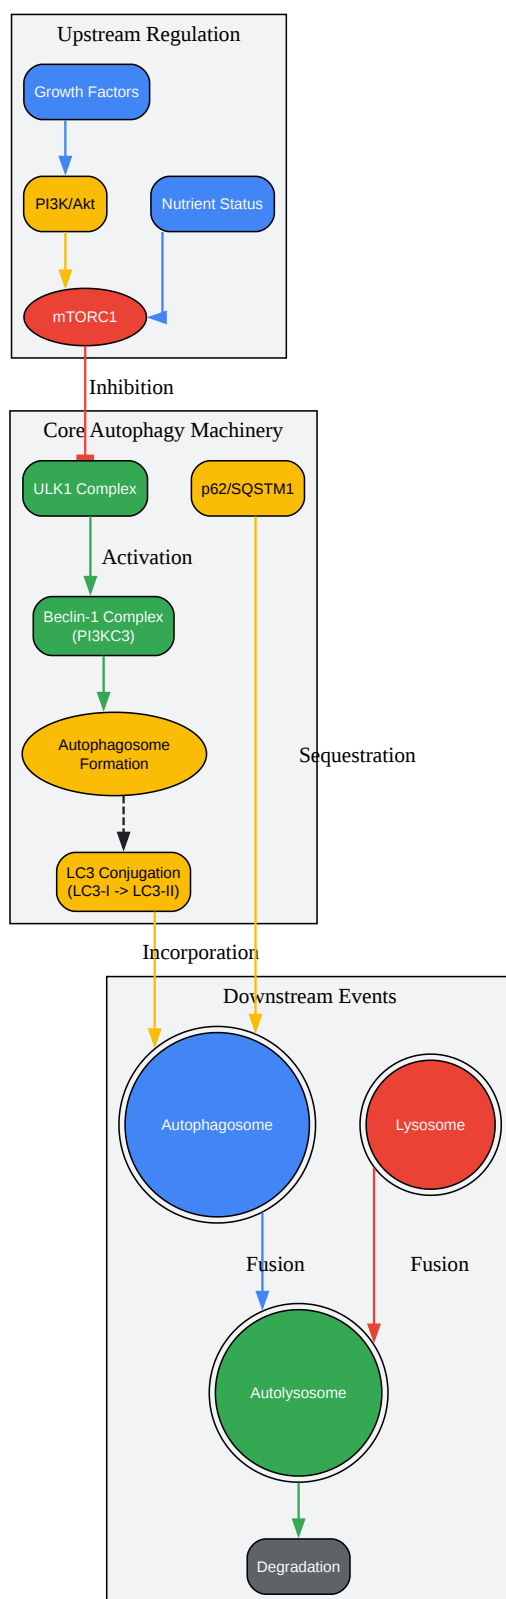 Upstream Regulation
Growth Factors
PI3K/Akt
Nutrient Status
mTORC1
Inhibition
Core Autophagy Machinery
ULK1 Complex
p62/SQSTM1
Activation
Beclin-1 Complex
(PI3KC3)
Autophagosome
Formation
Sequestration
LC3 Conjugation
(LC3-I -> LC3-II)
Incorporation
Downstream Events
Autophagosome
Lysosome
Fusion
Fusion
Autolysosome
Degradation